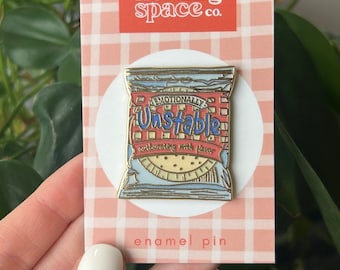 space co.
EMOTIONALLY
Unstable
enamel pin